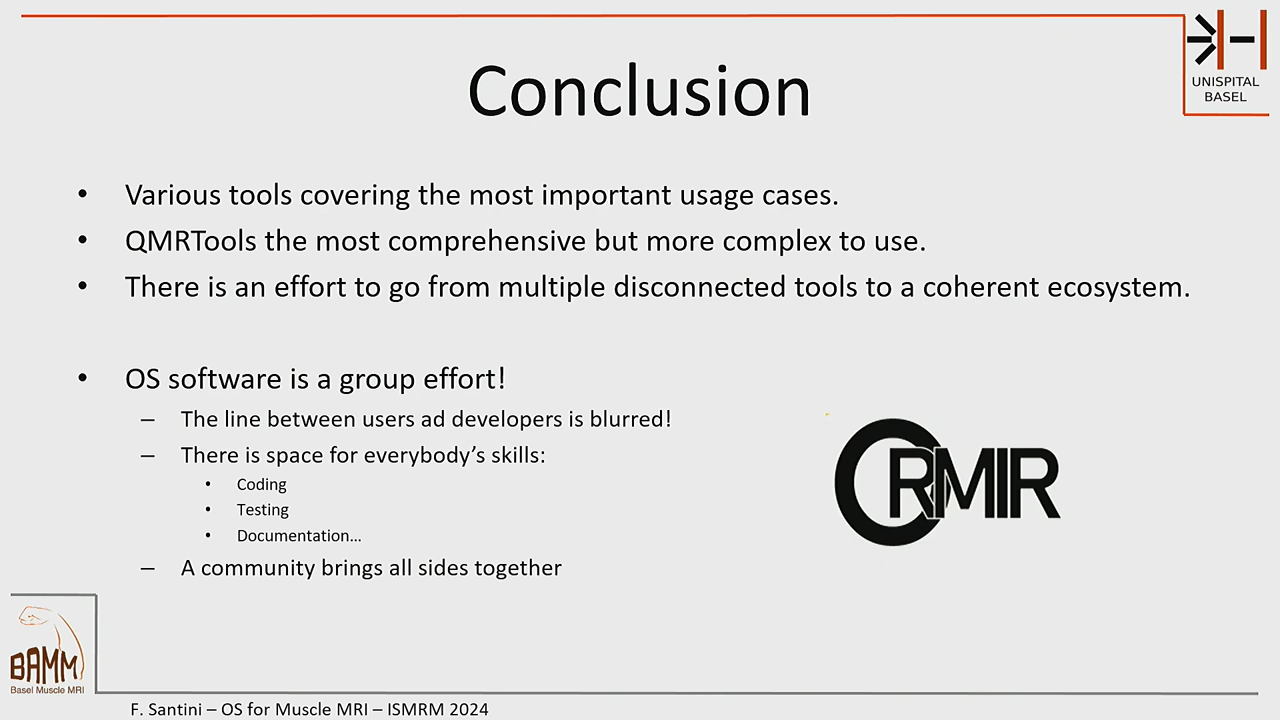 UNISPITAL
BASEL
Conclusion
• Various tools covering the most important usage cases.
• QMRTools the most comprehensive but more complex to use.
• There is an effort to go from multiple disconnected tools to a coherent ecosystem.
• OS software is a group effort!
– The line between users ad developers is blurred!
– There is space for everybody’s skills:
• Coding
• Testing
• Documentation…
– A community brings all sides together
ORMIR
BAMM
Basel Muscle MRI
F. Santini – OS for Muscle MRI – ISMRM 2024